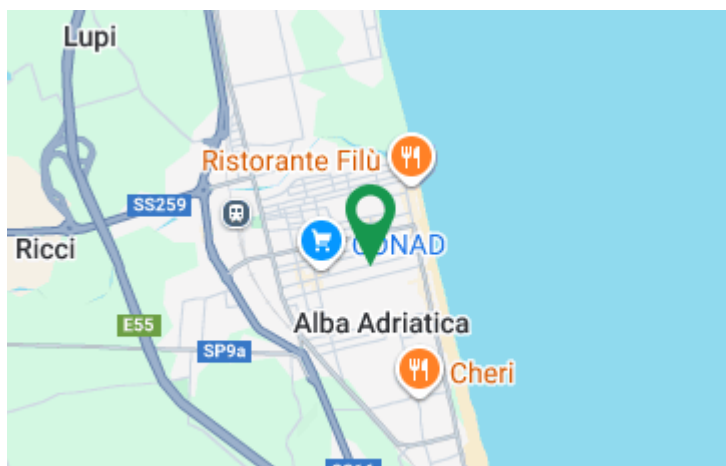 Lupi
Ristorante Filù
SS259
Ricci
CONAD
E55
Alba Adriatica
SP9a
Cheri